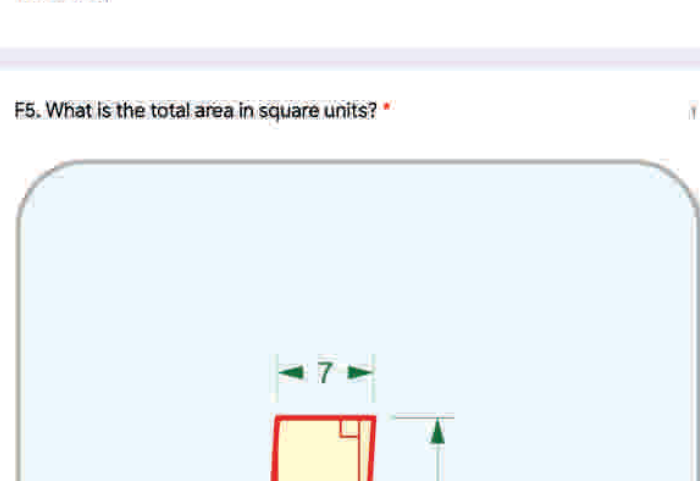 F5. What is the total area in square units? *
7